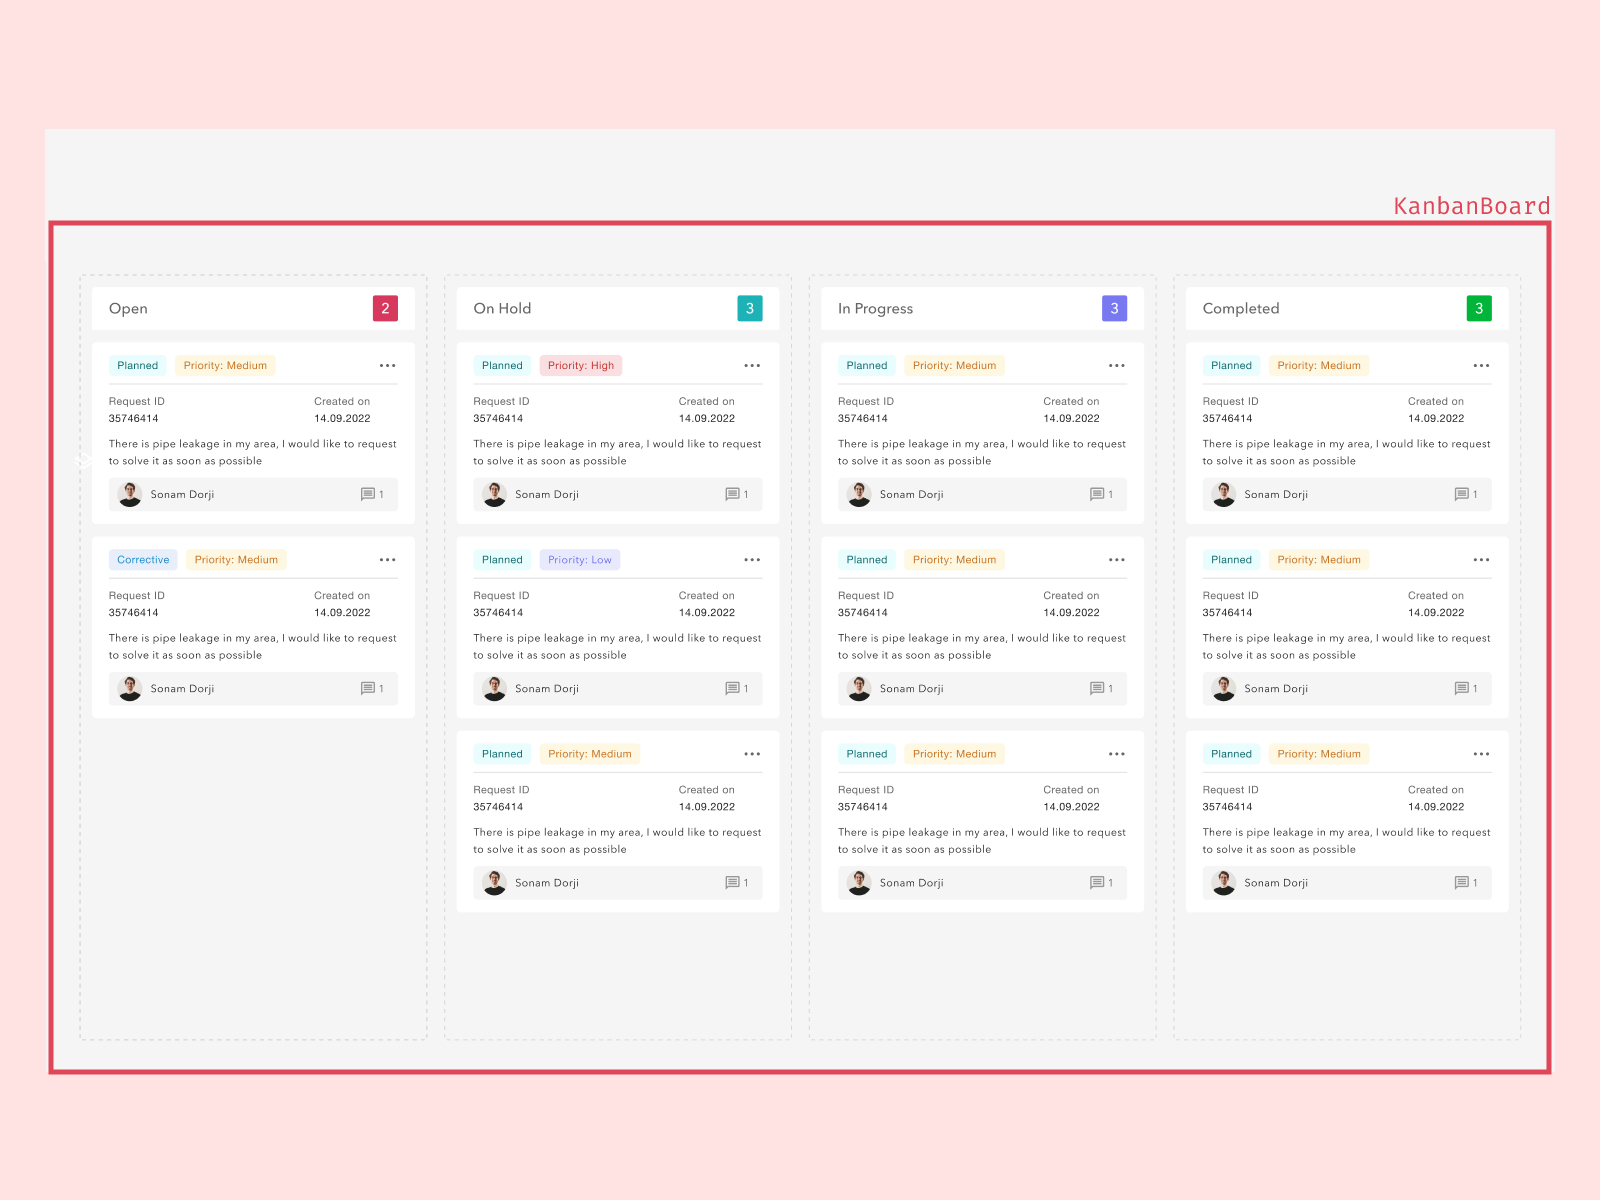 KanbanBoard
Open 2
Planned Priority: Medium
Request ID Created on
35746414 14.09.2022
There is pipe leakage in my area, I would like to request
to solve it as soon as possible
Sonam Dorji 1
Corrective Priority: Medium
Request ID Created on
35746414 14.09.2022
There is pipe leakage in my area, I would like to request
to solve it as soon as possible
Sonam Dorji 1
On Hold 3
Planned Priority: High
Request ID Created on
35746414 14.09.2022
There is pipe leakage in my area, I would like to request
to solve it as soon as possible
Sonam Dorji 1
Planned Priority: Low
Request ID Created on
35746414 14.09.2022
There is pipe leakage in my area, I would like to request
to solve it as soon as possible
Sonam Dorji 1
Planned Priority: Medium
Request ID Created on
35746414 14.09.2022
There is pipe leakage in my area, I would like to request
to solve it as soon as possible
Sonam Dorji 1
In Progress 3
Planned Priority: Medium
Request ID Created on
35746414 14.09.2022
There is pipe leakage in my area, I would like to request
to solve it as soon as possible
Sonam Dorji 1
Planned Priority: Medium
Request ID Created on
35746414 14.09.2022
There is pipe leakage in my area, I would like to request
to solve it as soon as possible
Sonam Dorji 1
Planned Priority: Medium
Request ID Created on
35746414 14.09.2022
There is pipe leakage in my area, I would like to request
to solve it as soon as possible
Sonam Dorji 1
Completed 3
Planned Priority: Medium
Request ID Created on
35746414 14.09.2022
There is pipe leakage in my area, I would like to request
to solve it as soon as possible
Sonam Dorji 1
Planned Priority: Medium
Request ID Created on
35746414 14.09.2022
There is pipe leakage in my area, I would like to request
to solve it as soon as possible
Sonam Dorji 1
Planned Priority: Medium
Request ID Created on
35746414 14.09.2022
There is pipe leakage in my area, I would like to request
to solve it as soon as possible
Sonam Dorji 1